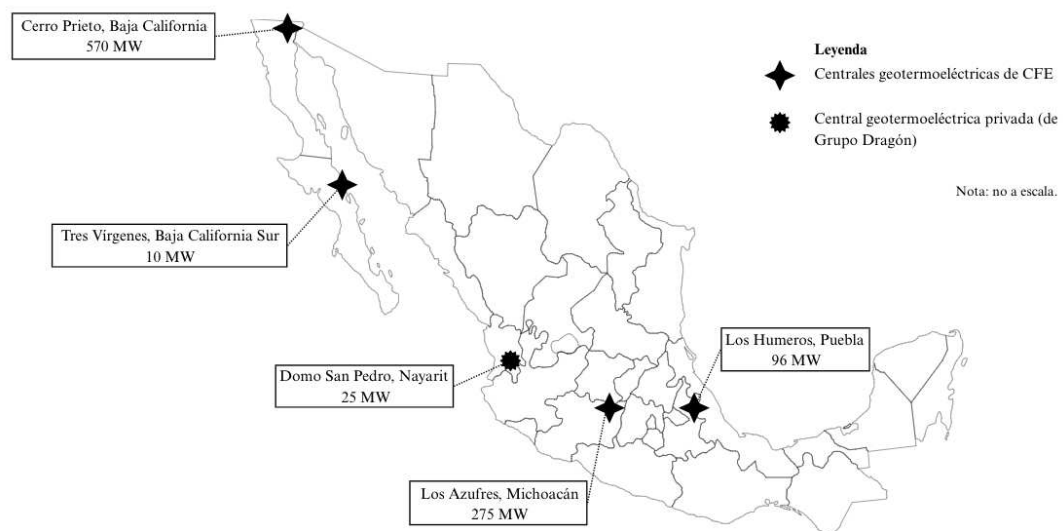 Cerro Prieto, Baja California
570 MW
Leyenda
Centrales geotermoeléctricas de CFE
Central geotermoeléctrica privada (de
Grupo Dragón)
Nota: no a escala.
Tres Vírgenes, Baja California Sur
10 MW
Los Humeros, Puebla
96 MW
Domo San Pedro, Nayarit
25 MW
Los Azufres, Michoacán
275 MW